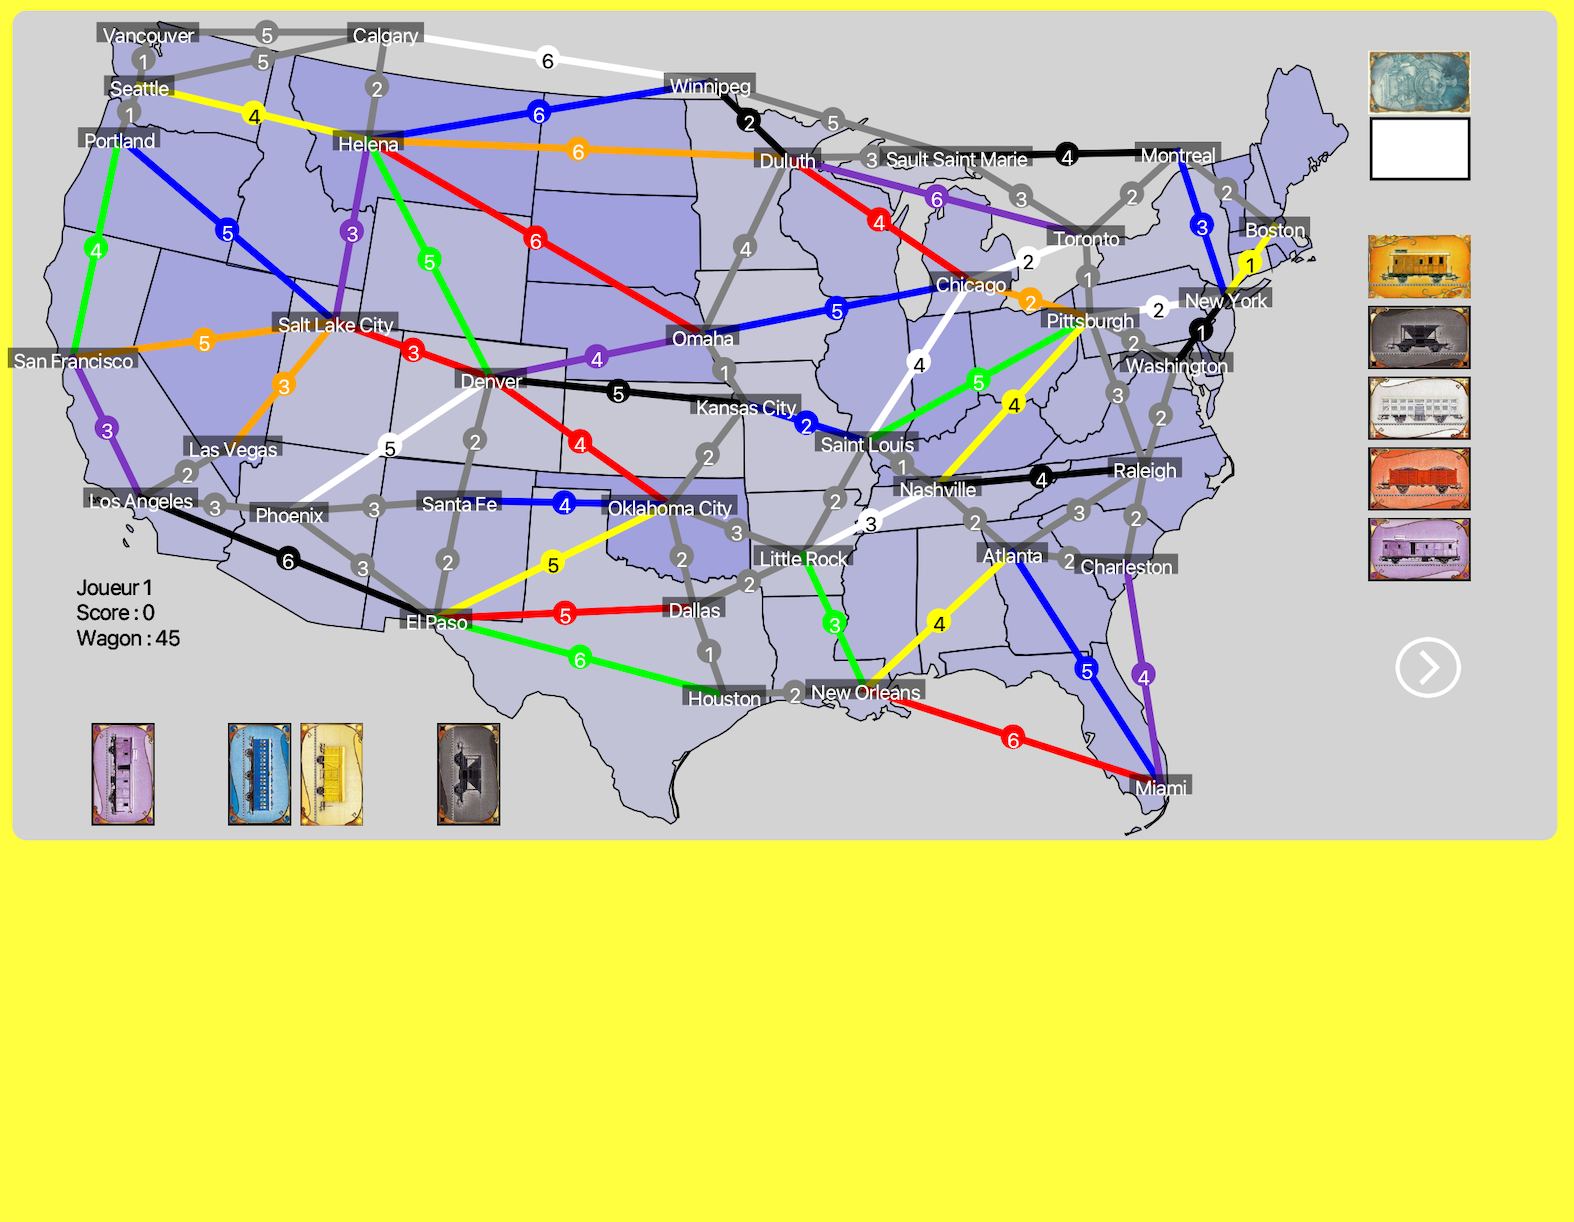 Vancouver
5
Calgary
1
5
6
Seattle
2
Winnipeg
1
4
6
2
5
Portland
Helena
6
Duluth
3
Sault Saint Marie
4
Montreal
6
3
2
2
5
3
6
4
3
Boston
4
5
4
Toronto
2
1
1
Chicago
2
2
New York
5
Pittsburgh
Salt Lake City
5
3
Omaha
1
2
San Francisco
4
4
Washington
Denver
1
3
5
5
4
3
Kansas City
2
2
3
2
4
Saint Louis
Las Vegas
5
2
1
2
Raleigh
4
Los Angeles
3
Phoenix
3
Santa Fe
4
Oklahoma City
2
Nashville
3
2
3
2
6
3
2
5
3
2
Little Rock
Atlanta
2
Charleston
2
Joueur 1
Score : 0
Wagon : 45
El Paso
5
Dallas
3
4
6
1
5
4
Houston
2
New Orleans
6
Miami